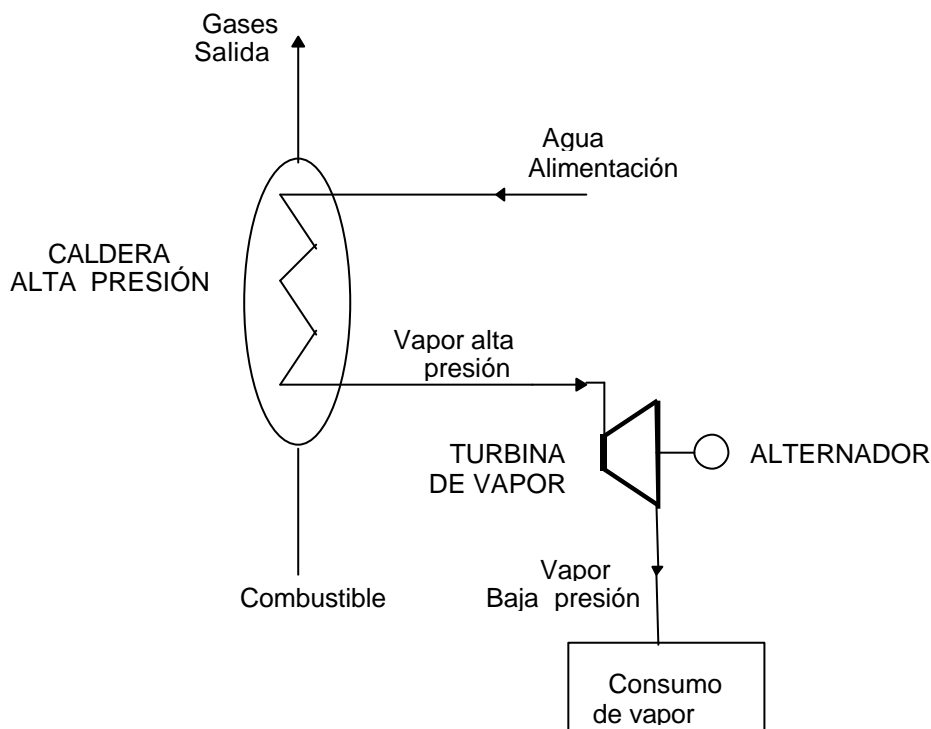 Gases
Salida
Agua
Alimentación
CALDERA
ALTA PRESIÓN
Vapor alta
presión
TURBINA
DE VAPOR
ALTERNADOR
Vapor
Baja presión
Combustible
Consumo
de vapor